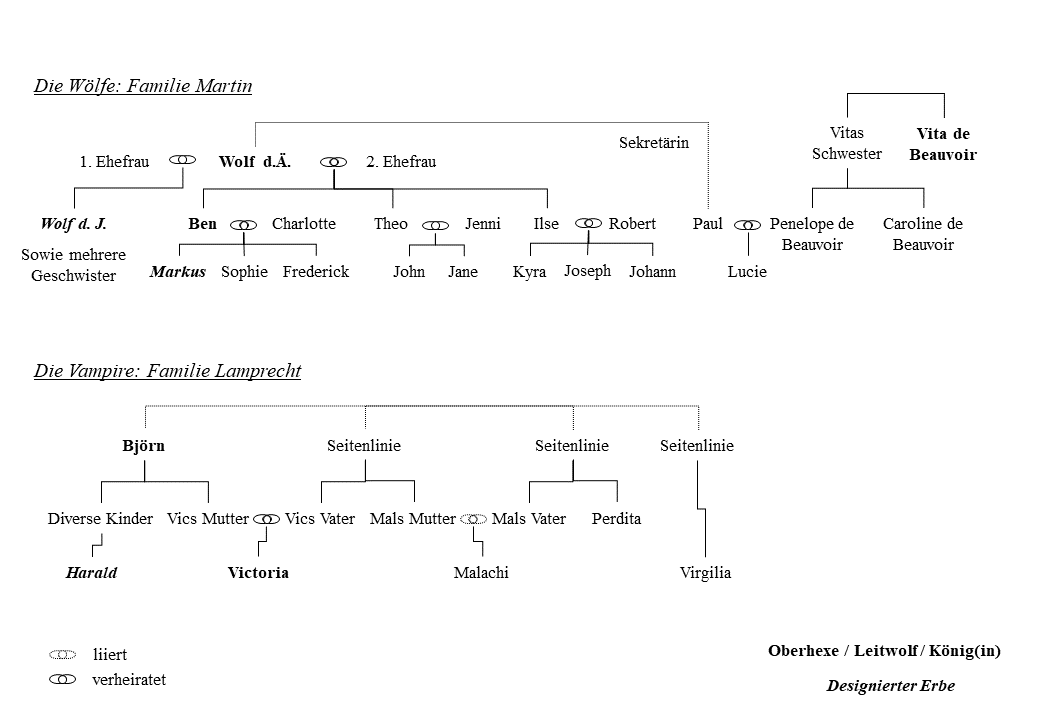 Die Wölfe: Familie Martin
Sekretärin
Vitas
Schwester
Vita de
Beauvoir
1. Ehefrau
Wolf d.Ä.
2. Ehefrau
Wolf d. J.
Ben
Charlotte
Theo
Jenni
Ilse
Robert
Paul
Penelope de
Beauvoir
Caroline de
Beauvoir
Sowie mehrere
Geschwister
Markus
Sophie
Frederick
John
Jane
Kyra
Joseph
Johann
Lucie
Die Vampire: Familie Lamprecht
Björn
Seitenlinie
Seitenlinie
Seitenlinie
Diverse Kinder
Vics Mutter
Vics Vater
Mals Mutter
Mals Vater
Perdita
Harald
Victoria
Malachi
Virgilia
liiert
verheiratet
Oberhexe / Leitwolf / König(in)
Designierter Erbe